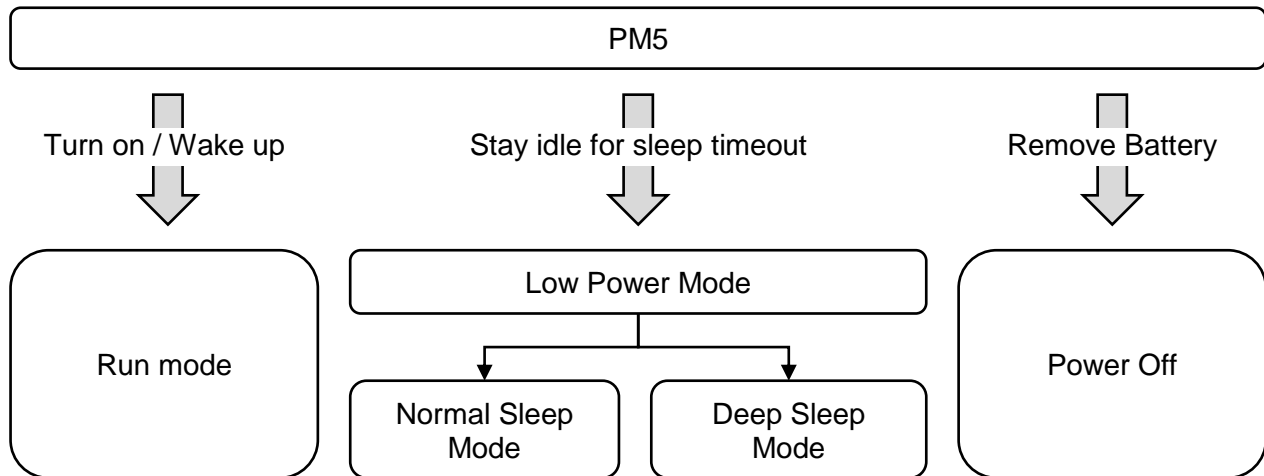 PM5
Turn on / Wake up
Stay idle for sleep timeout
Remove Battery
Low Power Mode
Run mode
Power Off
Normal Sleep
Mode
Deep Sleep
Mode